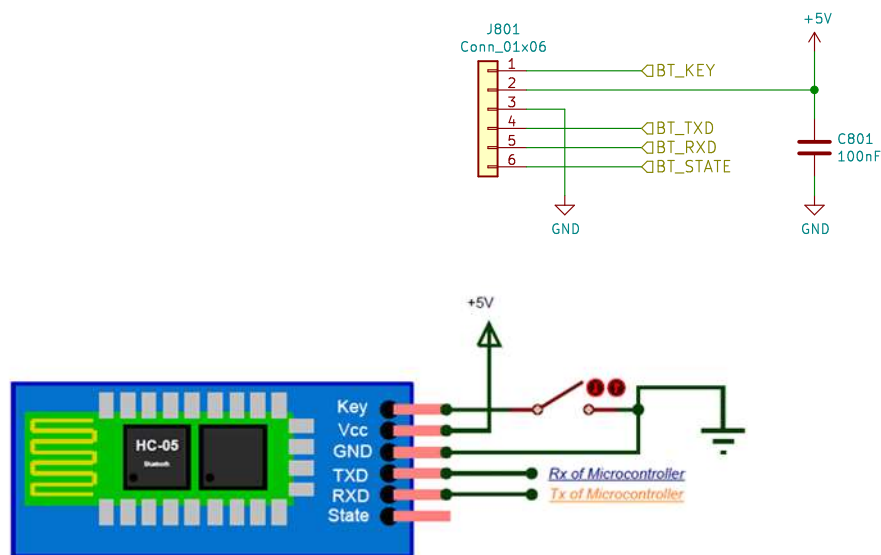 +5V
J801
Conn_01x06
1
BT_KEY
2
3
4
BT_TXD
C801
5
BT_RXD
100nF
6
BT_STATE
GND
GND
+5V
Key
Vcc
HC-05
Bluetooth
GND
TXD
Rx of Microcontroller
RXD
Tx of Microcontroller
State